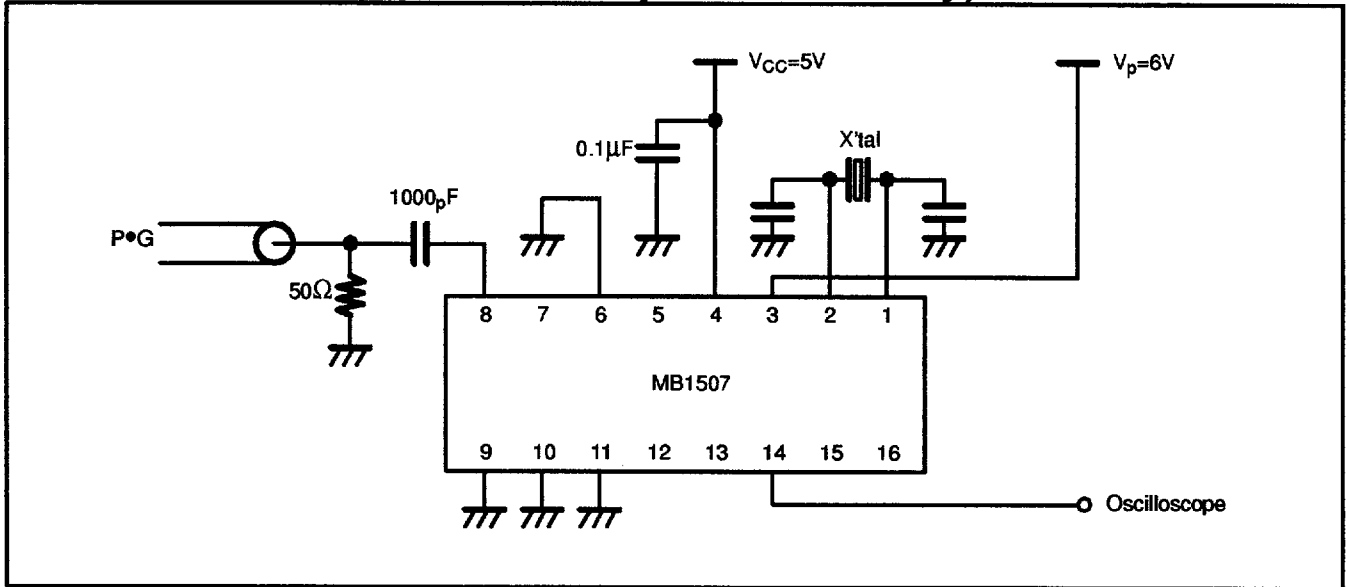 V_CC=5V
V_p=6V
0.1µF
X'tal
1000pF
P•G
50Ω
8 7 6 5 4 3 2 1
MB1507
9 10 11 12 13 14 15 16
Oscilloscope